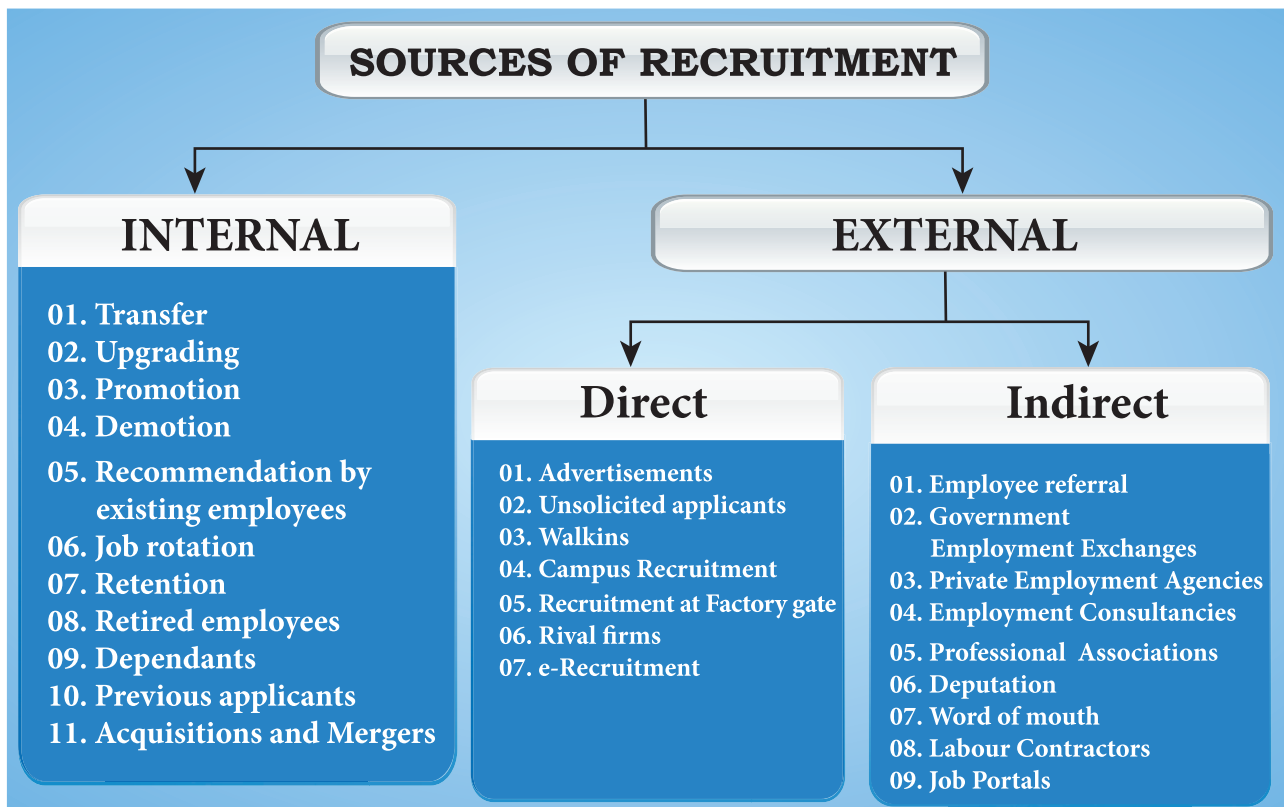 SOURCES OF RECRUITMENT
INTERNAL
01. Transfer
02. Upgrading
03. Promotion
04. Demotion
05. Recommendation by
existing employees
06. Job rotation
07. Retention
08. Retired employees
09. Dependants
10. Previous applicants
11. Acquisitions and Mergers
EXTERNAL
Direct
01. Advertisements
02. Unsolicited applicants
03. Walkins
04. Campus Recruitment
05. Recruitment at Factory gate
06. Rival firms
07. e-Recruitment
Indirect
01. Employee referral
02. Government
Employment Exchanges
03. Private Employment Agencies
04. Employment Consultancies
05. Professional Associations
06. Deputation
07. Word of mouth
08. Labour Contractors
09. Job Portals